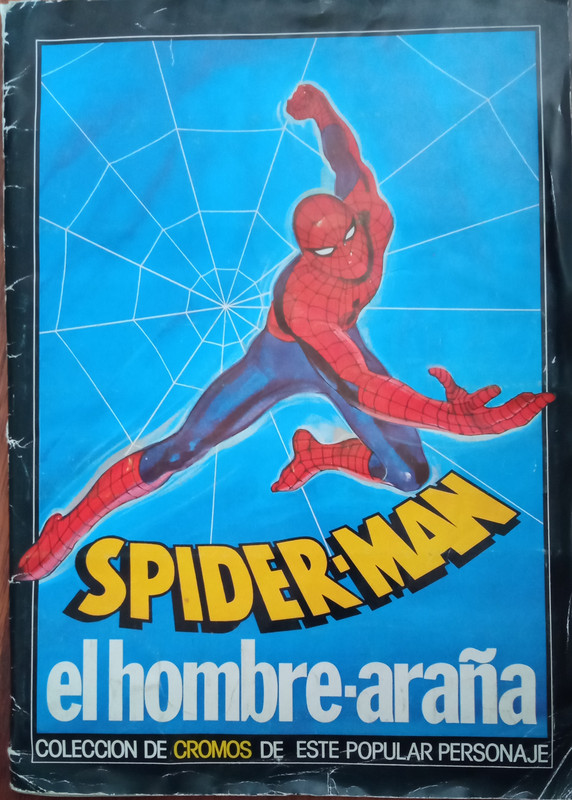 SPIDER-MAN
el hombre-araña
COLECCION DE CROMOS DE ESTE POPULAR PERSONAJE